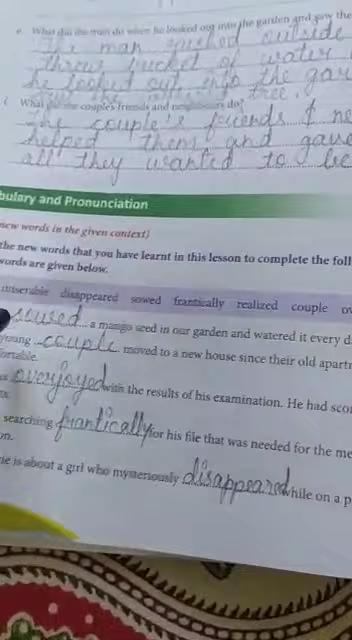 e. What did the man do when he looked out into the garden and saw the
The man rushed outside
threw bucket of water
he looked out into the gar
tree.
f. What did the couple's friends and neighbours do?
The couple's friends & ne
helped them and gave
all they wanted to be
bulary and Pronunciation
new words in the given context)
the new words that you have learnt in this lesson to complete the foll
words are given below.
miserable disappeared sowed frantically realized couple ov
sowed a mango seed in our garden and watered it every d
young couple moved to a new house since their old apartm
fortable.
overjoyed with the results of his examination. He had scor
searching frantically for his file that was needed for the me
on.
ie is about a girl who mysteriously disappeared while on a p